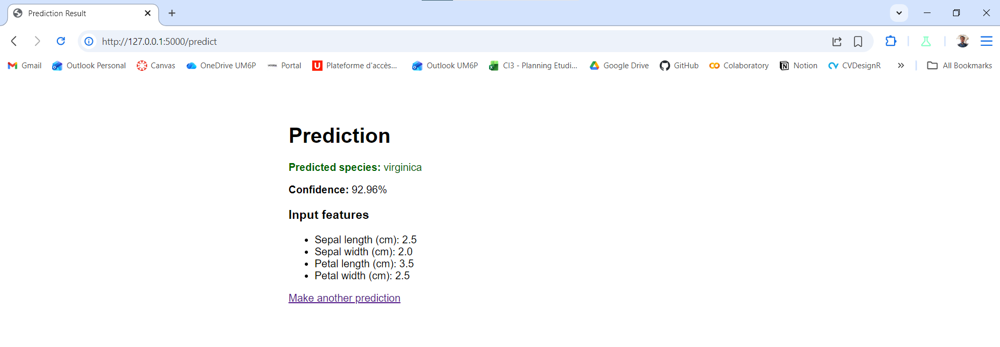 Prediction Result
http://127.0.0.1:5000/predict
Gmail Outlook Personal Canvas OneDrive UM6P UCOPIA Portal U Plateforme d'accès... Outlook UM6P CI3 - Planning Etudi... Google Drive GitHub Colaboratory Notion CVDesignR All Bookmarks
Prediction
Predicted species: virginica
Confidence: 92.96%
Input features
• Sepal length (cm): 2.5
• Sepal width (cm): 2.0
• Petal length (cm): 3.5
• Petal width (cm): 2.5
Make another prediction